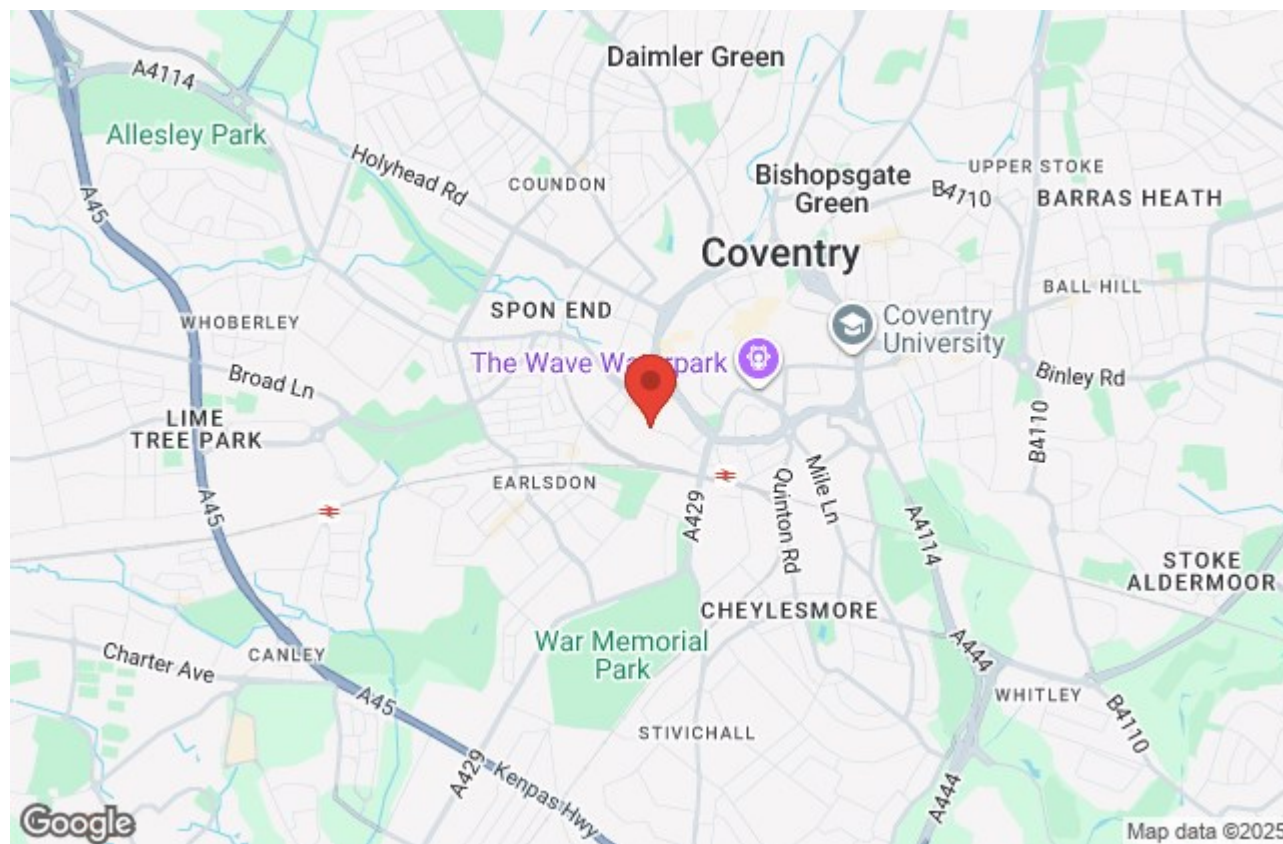 Daimler Green
A4114
Allesley Park
Holyhead Rd
COUNDON
Bishopsgate
Green
UPPER STOKE
B4110
BARRAS HEATH
A45
Coventry
BALL HILL
SPON END
WHOBERLEY
Coventry
University
The Wave Waterpark
Broad Ln
Binley Rd
LIME
TREE PARK
B4110
EARLSDON
A45
A429
Quinton Rd
Mile Ln
A4114
STOKE
ALDERMOOR
CHEYLESMORE
War Memorial
Park
A444
CANLEY
Charter Ave
A45
WHITLEY
B4110
STIVICHALL
A429
Kenpas Hwy
A444
Google
Map data ©2025